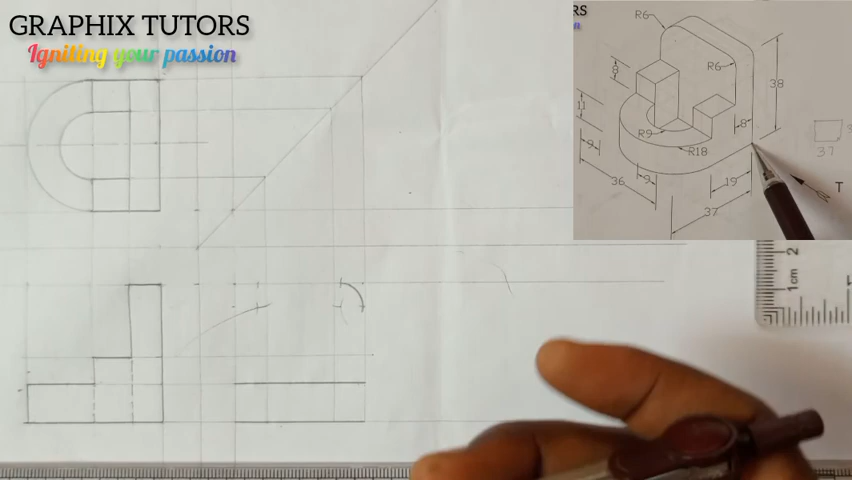 GRAPHIX TUTORS
Igniting your passion
RS
R6
R6
8
38
11
R9
8
9
R18
36
9
19
37
37
T
1cm 2